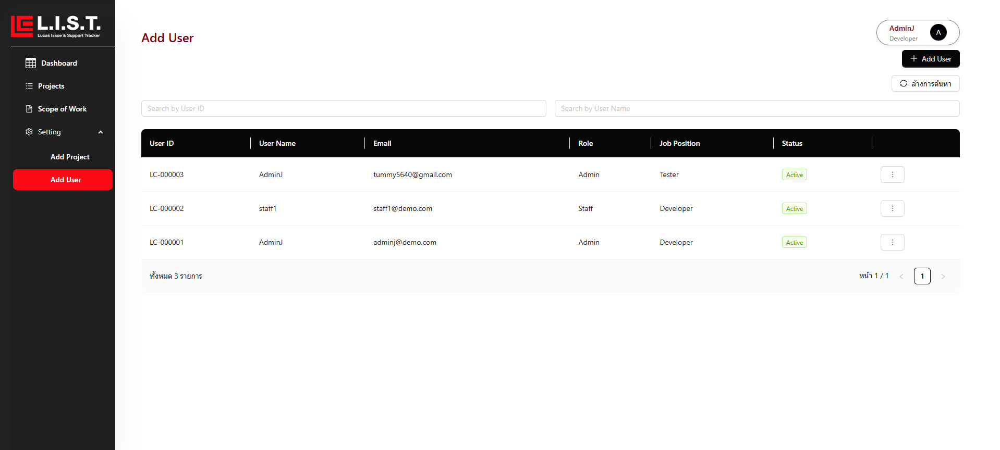 L.I.S.T.
Lucas Issue & Support Tracker
Dashboard
Projects
Scope of Work
Setting
Add Project
Add User
Add User
AdminJ
Developer
A
Add User
ล้างการค้นหา
Search by User ID
Search by User Name
User ID User Name Email Role Job Position Status
LC-000003 AdminJ tummy5640@gmail.com Admin Tester Active
LC-000002 staff1 staff1@demo.com Staff Developer Active
LC-000001 AdminJ adminj@demo.com Admin Developer Active
ทั้งหมด 3 รายการ
หน้า 1 / 1 < 1 >